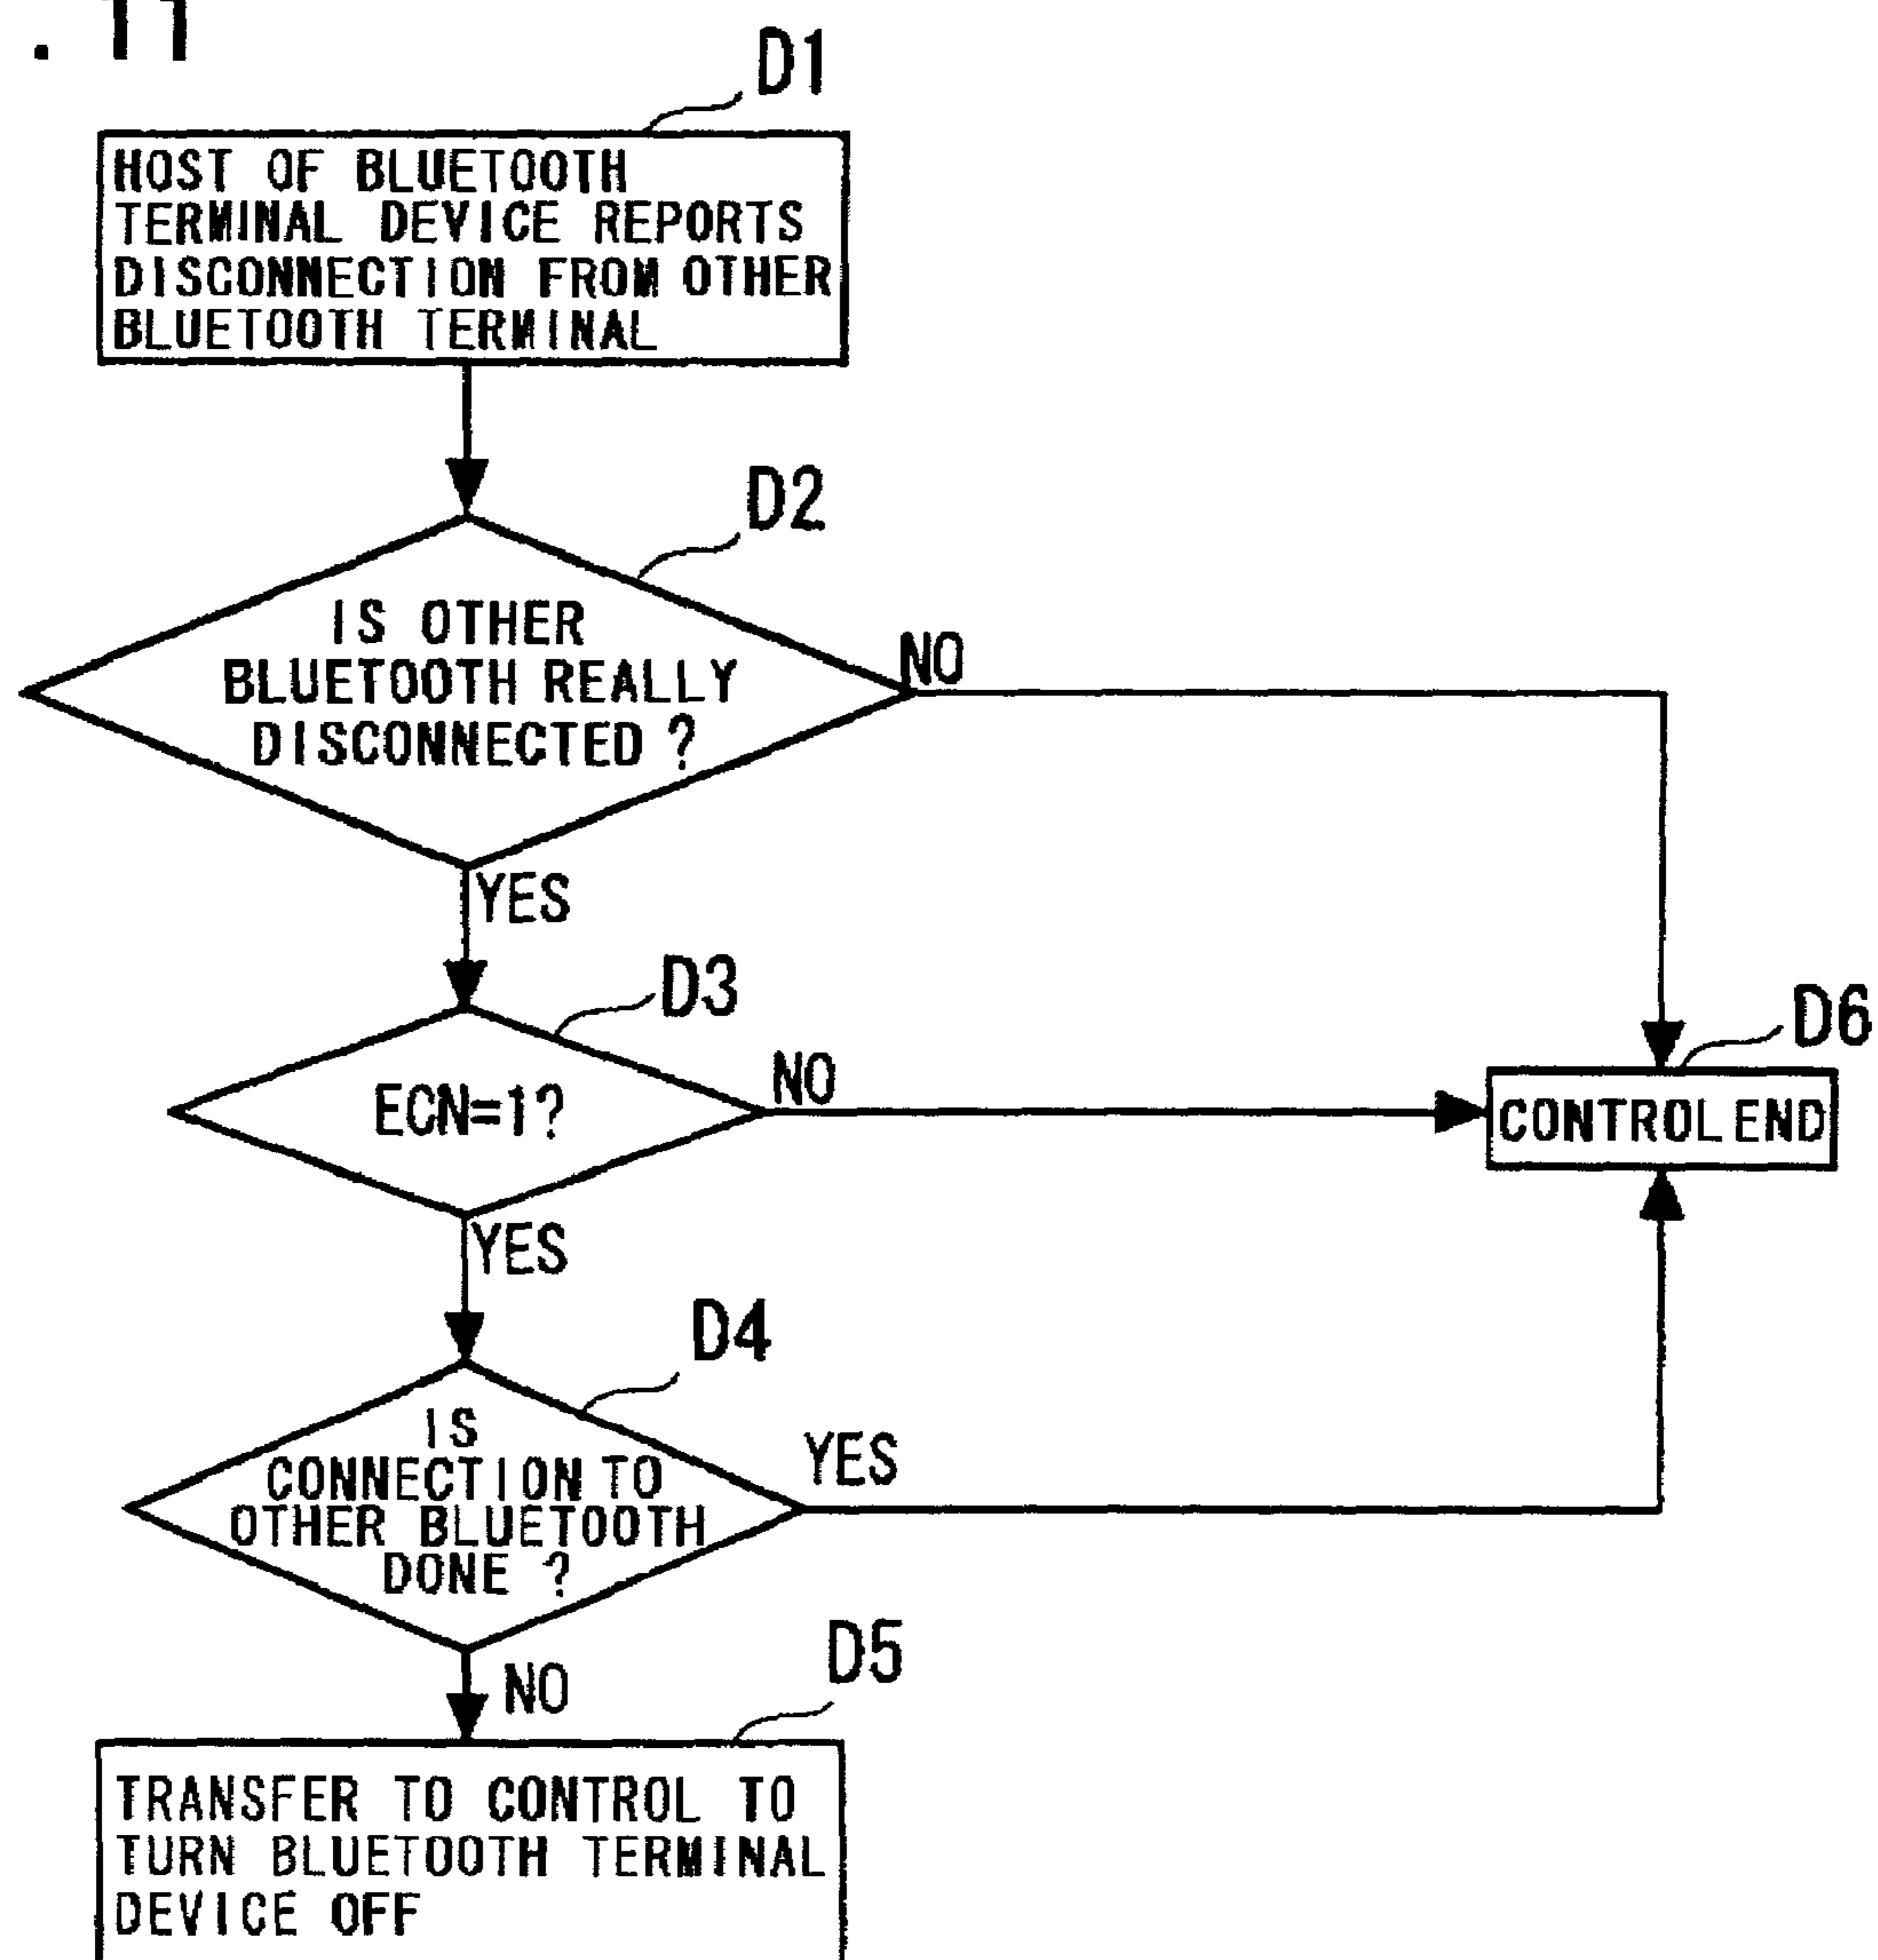 . 11
D1
HOST OF BLUETOOTH
TERMINAL DEVICE REPORTS
DISCONNECTION FROM OTHER
BLUETOOTH TERMINAL
D2
IS OTHER
BLUETOOTH REALLY
DISCONNECTED ?
NO
YES
D3
ECN=1?
NO
D6
CONTROL END
YES
D4
IS
CONNECTION TO
OTHER BLUETOOTH
DONE ?
YES
NO
D5
TRANSFER TO CONTROL TO
TURN BLUETOOTH TERMINAL
DEVICE OFF